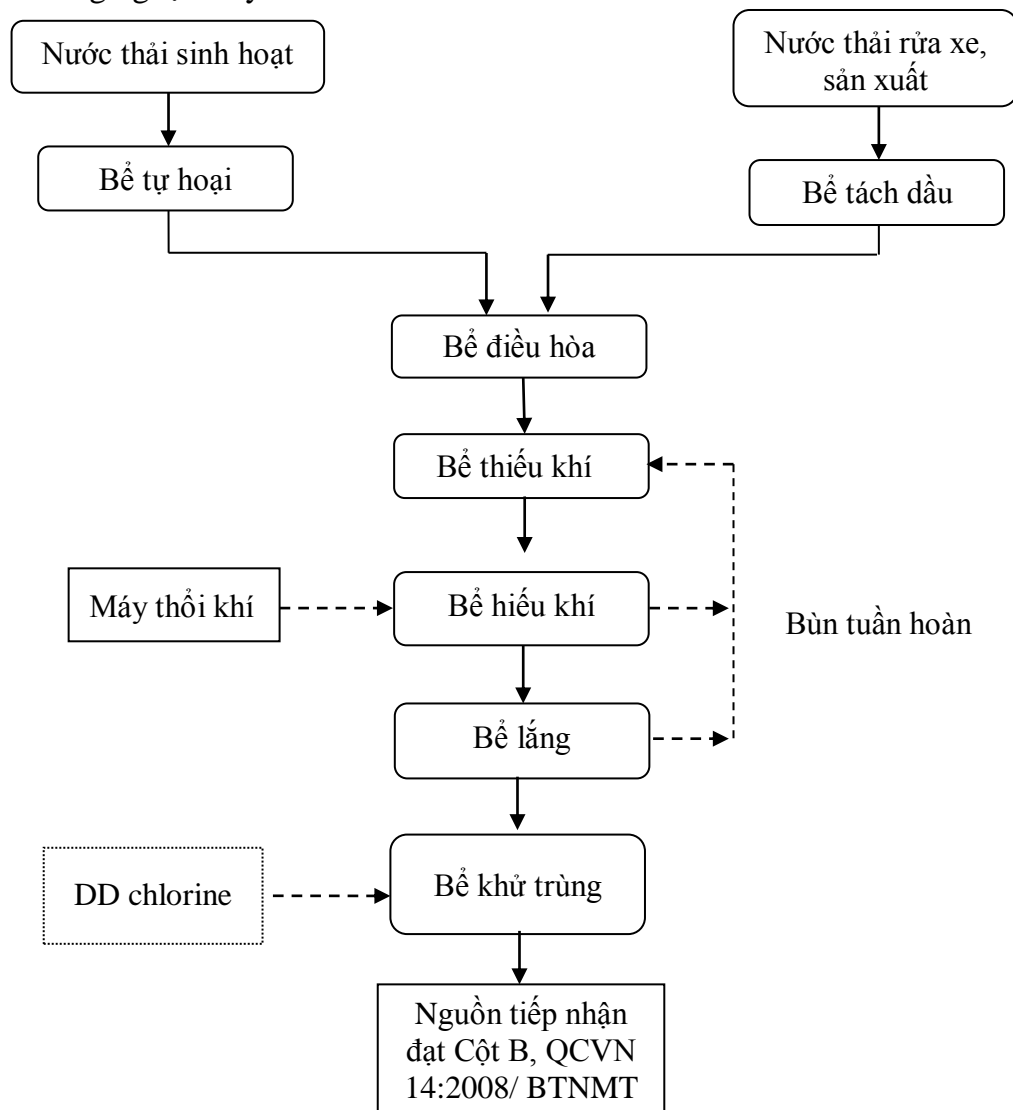 Nước thải sinh hoạt
Nước thải rửa xe,
sản xuất
Bể tự hoại
Bể tách dầu
Bể điều hòa
Bể thiếu khí
Máy thổi khí
Bể hiếu khí
Bùn tuần hoàn
Bể lắng
DD chlorine
Bể khử trùng
Nguồn tiếp nhận
đạt Cột B, QCVN
14:2008/ BTNMT